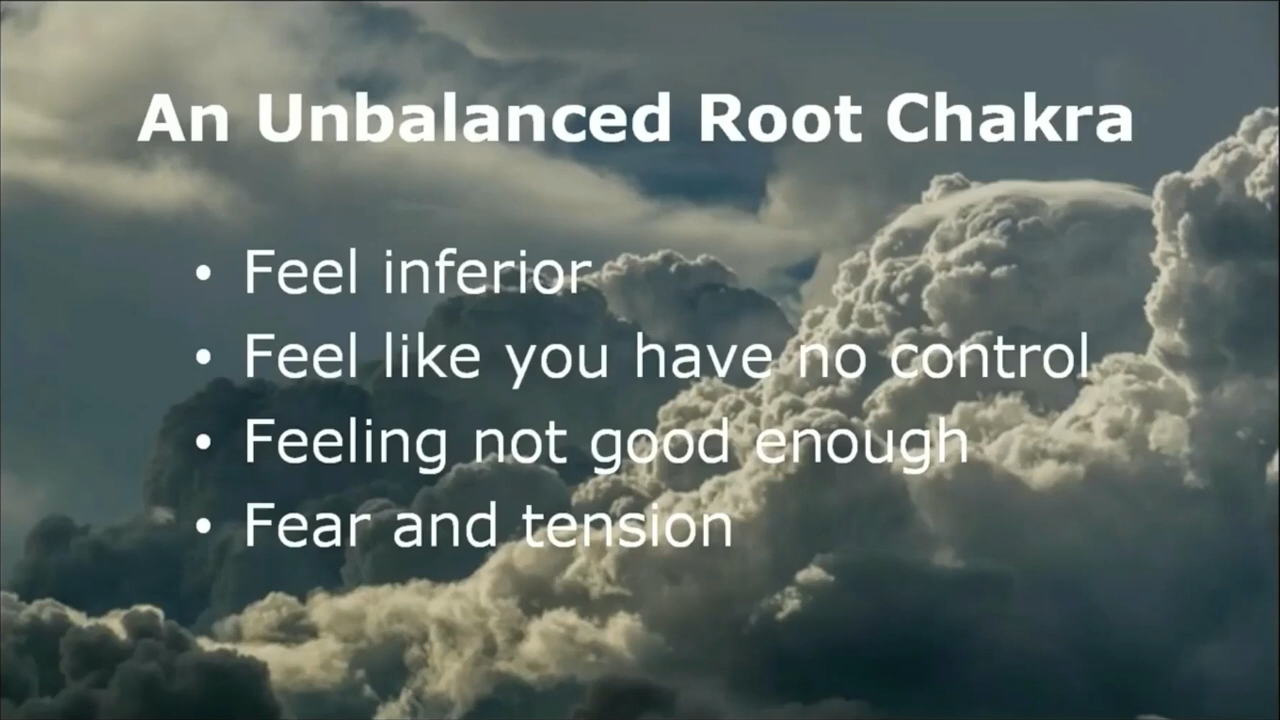 An Unbalanced Root Chakra
• Feel inferior
• Feel like you have no control
• Feeling not good enough
• Fear and tension